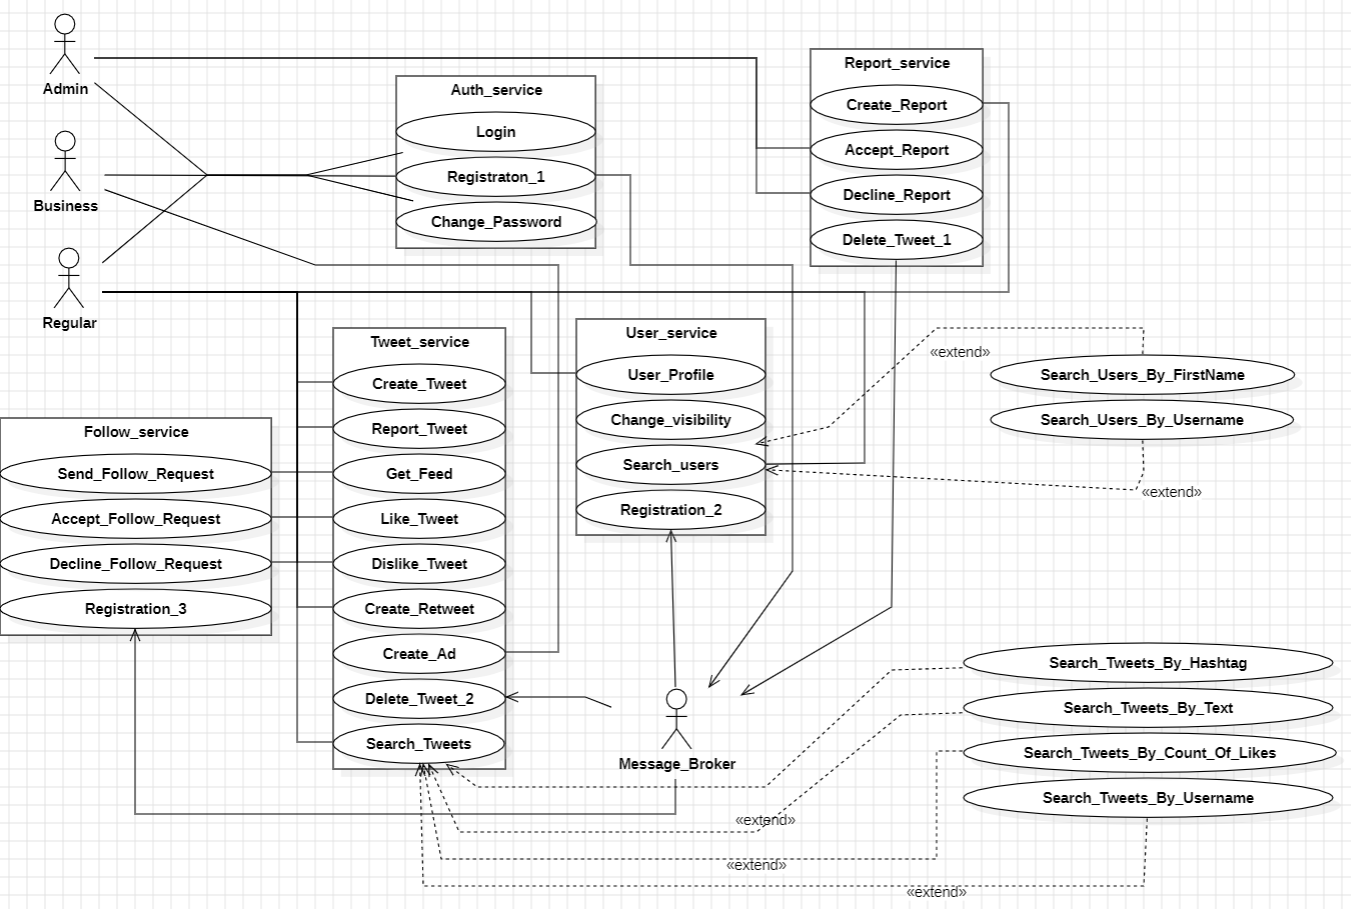 Admin
Business
Regular
Auth_service
Login
Registraton_1
Change_Password
Report_service
Create_Report
Accept_Report
Decline_Report
Delete_Tweet_1
Tweet_service
Create_Tweet
Report_Tweet
Get_Feed
Like_Tweet
Dislike_Tweet
Create_Retweet
Create_Ad
Delete_Tweet_2
Search_Tweets
User_service
User_Profile
Change_visibility
Search_users
Registration_2
Follow_service
Send_Follow_Request
Accept_Follow_Request
Decline_Follow_Request
Registration_3
«extend»
Search_Users_By_FirstName
Search_Users_By_Username
«extend»
Message_Broker
Search_Tweets_By_Hashtag
Search_Tweets_By_Text
Search_Tweets_By_Count_Of_Likes
Search_Tweets_By_Username
«extend»
«extend»
«extend»